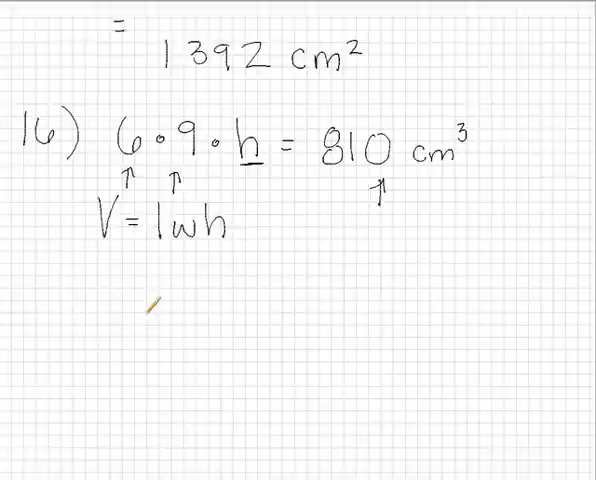 =
1392 cm²
16) 6 • 9 • h = 810 cm³
V = lwh